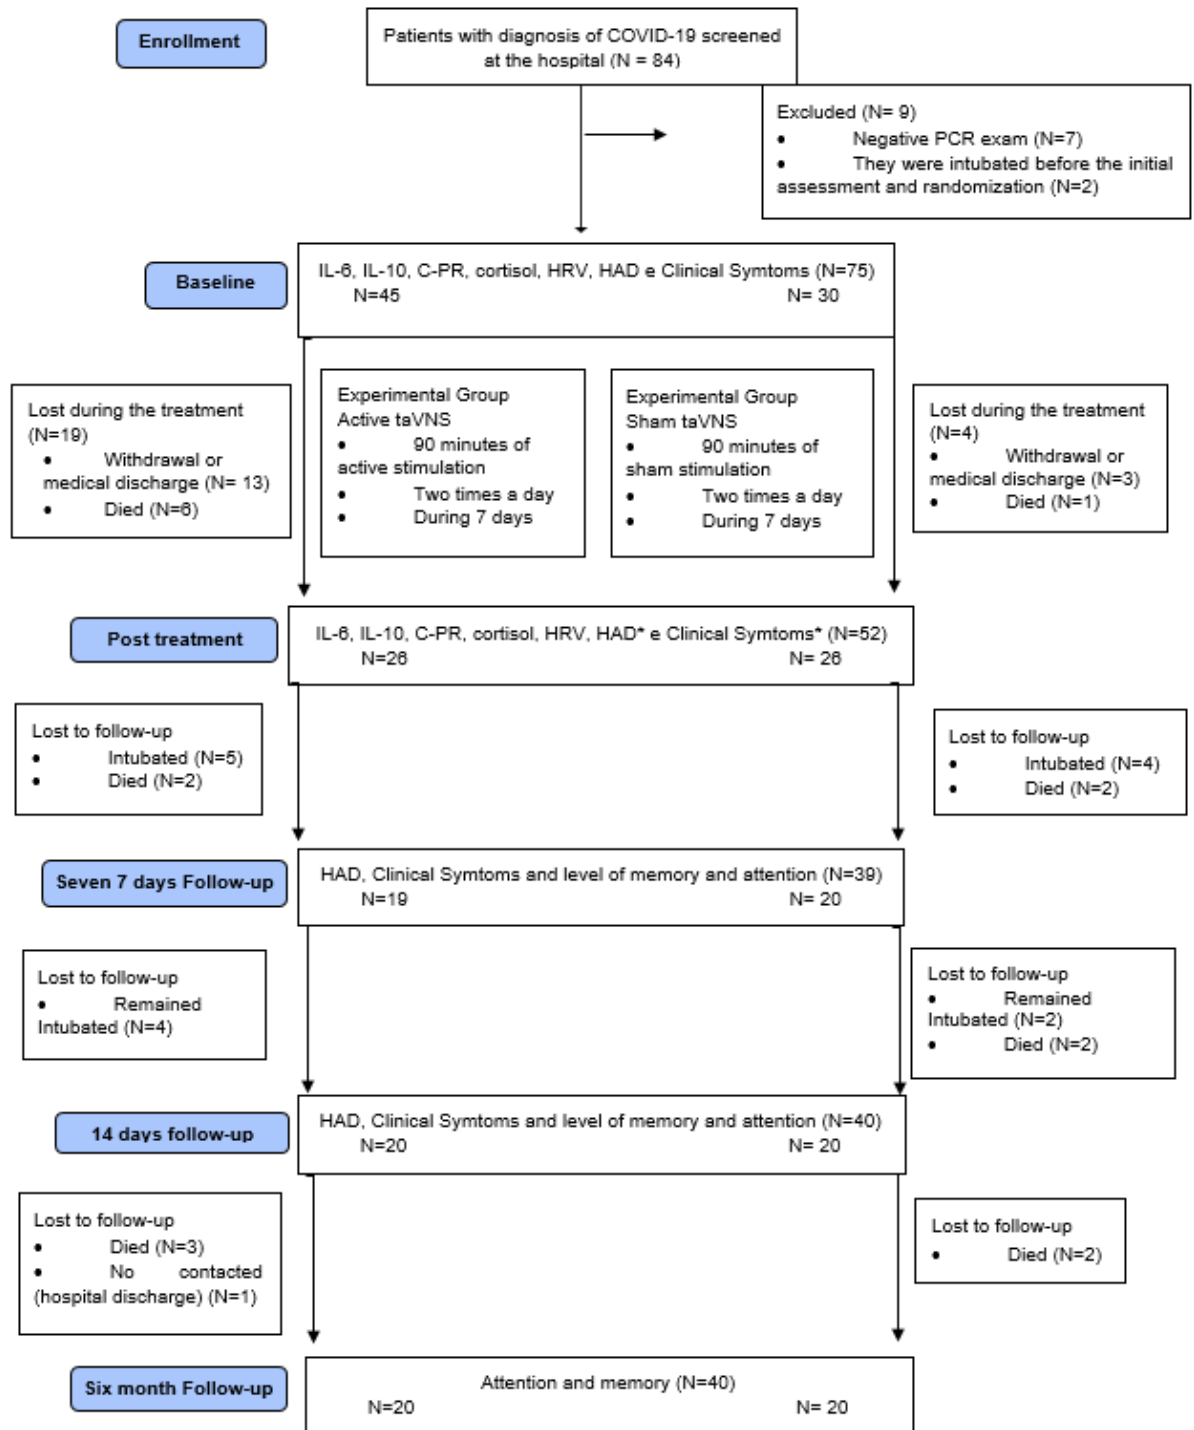 Enrollment
Patients with diagnosis of COVID-19 screened
at the hospital (N = 84)
Excluded (N= 9)
• Negative PCR exam (N=7)
• They were intubated before the initial
assessment and randomization (N=2)
Baseline
IL-6, IL-10, C-PR, cortisol, HRV, HAD e Clinical Symtoms (N=75)
N=45 N= 30
Lost during the treatment
(N=19)
• Withdrawal or
medical discharge (N= 13)
• Died (N=6)
Experimental Group
Active taVNS
• 90 minutes of
active stimulation
• Two times a day
• During 7 days
Experimental Group
Sham taVNS
• 90 minutes of
sham stimulation
• Two times a day
• During 7 days
Lost during the treatment
(N=4)
• Withdrawal or
medical discharge (N=3)
• Died (N=1)
Post treatment
IL-6, IL-10, C-PR, cortisol, HRV, HAD* e Clinical Symtoms* (N=52)
N=26 N= 26
Lost to follow-up
• Intubated (N=5)
• Died (N=2)
Lost to follow-up
• Intubated (N=4)
• Died (N=2)
Seven 7 days Follow-up
HAD, Clinical Symtoms and level of memory and attention (N=39)
N=19 N= 20
Lost to follow-up
• Remained
Intubated (N=4)
Lost to follow-up
• Remained
Intubated (N=2)
• Died (N=2)
14 days follow-up
HAD, Clinical Symtoms and level of memory and attention (N=40)
N=20 N= 20
Lost to follow-up
• Died (N=3)
• No contacted
(hospital discharge) (N=1)
Lost to follow-up
• Died (N=2)
Six month Follow-up
Attention and memory (N=40)
N=20 N= 20